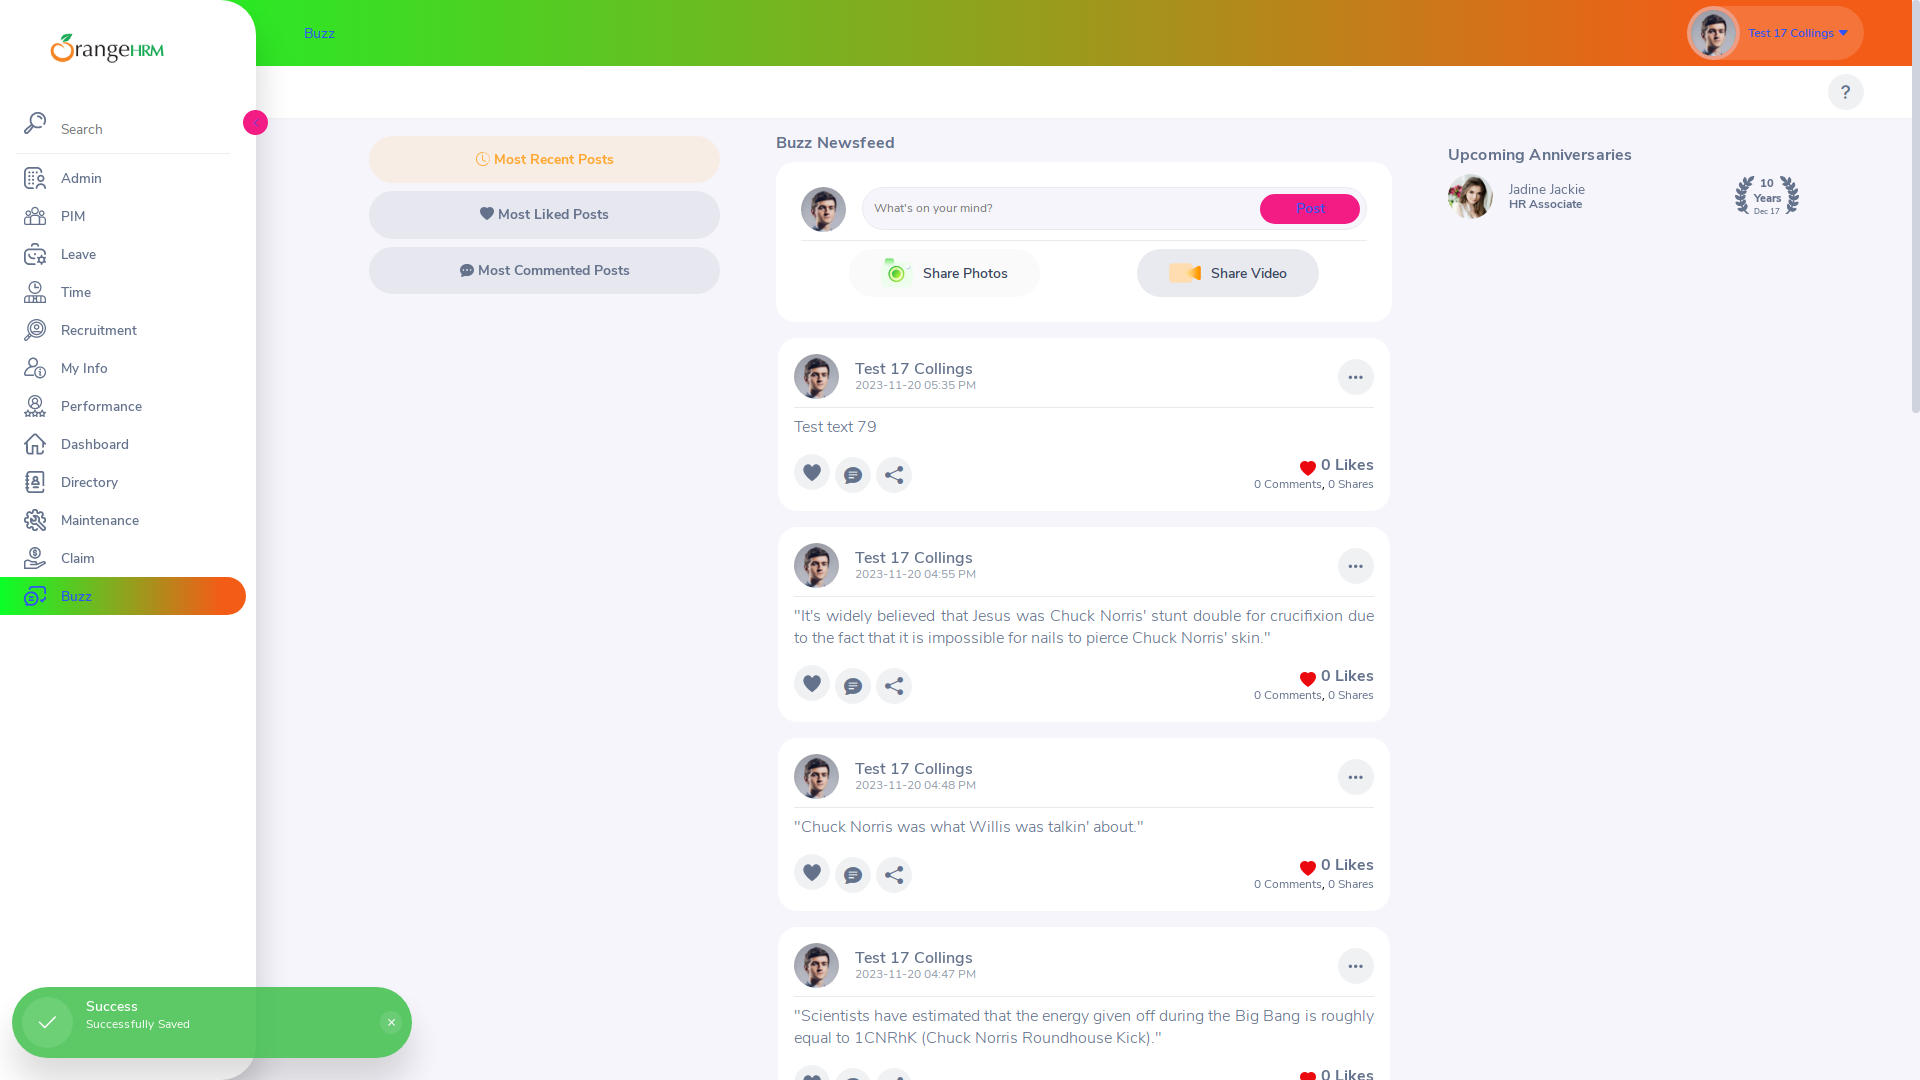 OrangeHRM
Search
Admin
PIM
Leave
Time
Recruitment
My Info
Performance
Dashboard
Directory
Maintenance
Claim
Buzz
Buzz
Test 17 Collings
?
Most Recent Posts
Most Liked Posts
Most Commented Posts
Buzz Newsfeed
What's on your mind?
Post
Share Photos
Share Video
Test 17 Collings
2023-11-20 05:35 PM
Test text 79
0 Likes
0 Comments, 0 Shares
Test 17 Collings
2023-11-20 04:55 PM
"It's widely believed that Jesus was Chuck Norris' stunt double for crucifixion due
to the fact that it is impossible for nails to pierce Chuck Norris' skin."
0 Likes
0 Comments, 0 Shares
Test 17 Collings
2023-11-20 04:48 PM
"Chuck Norris was what Willis was talkin' about."
0 Likes
0 Comments, 0 Shares
Test 17 Collings
2023-11-20 04:47 PM
"Scientists have estimated that the energy given off during the Big Bang is roughly
equal to 1CNRhK (Chuck Norris Roundhouse Kick)."
0 Likes
Upcoming Anniversaries
Jadine Jackie
HR Associate
10
Years
Dec 17
Success
Successfully Saved